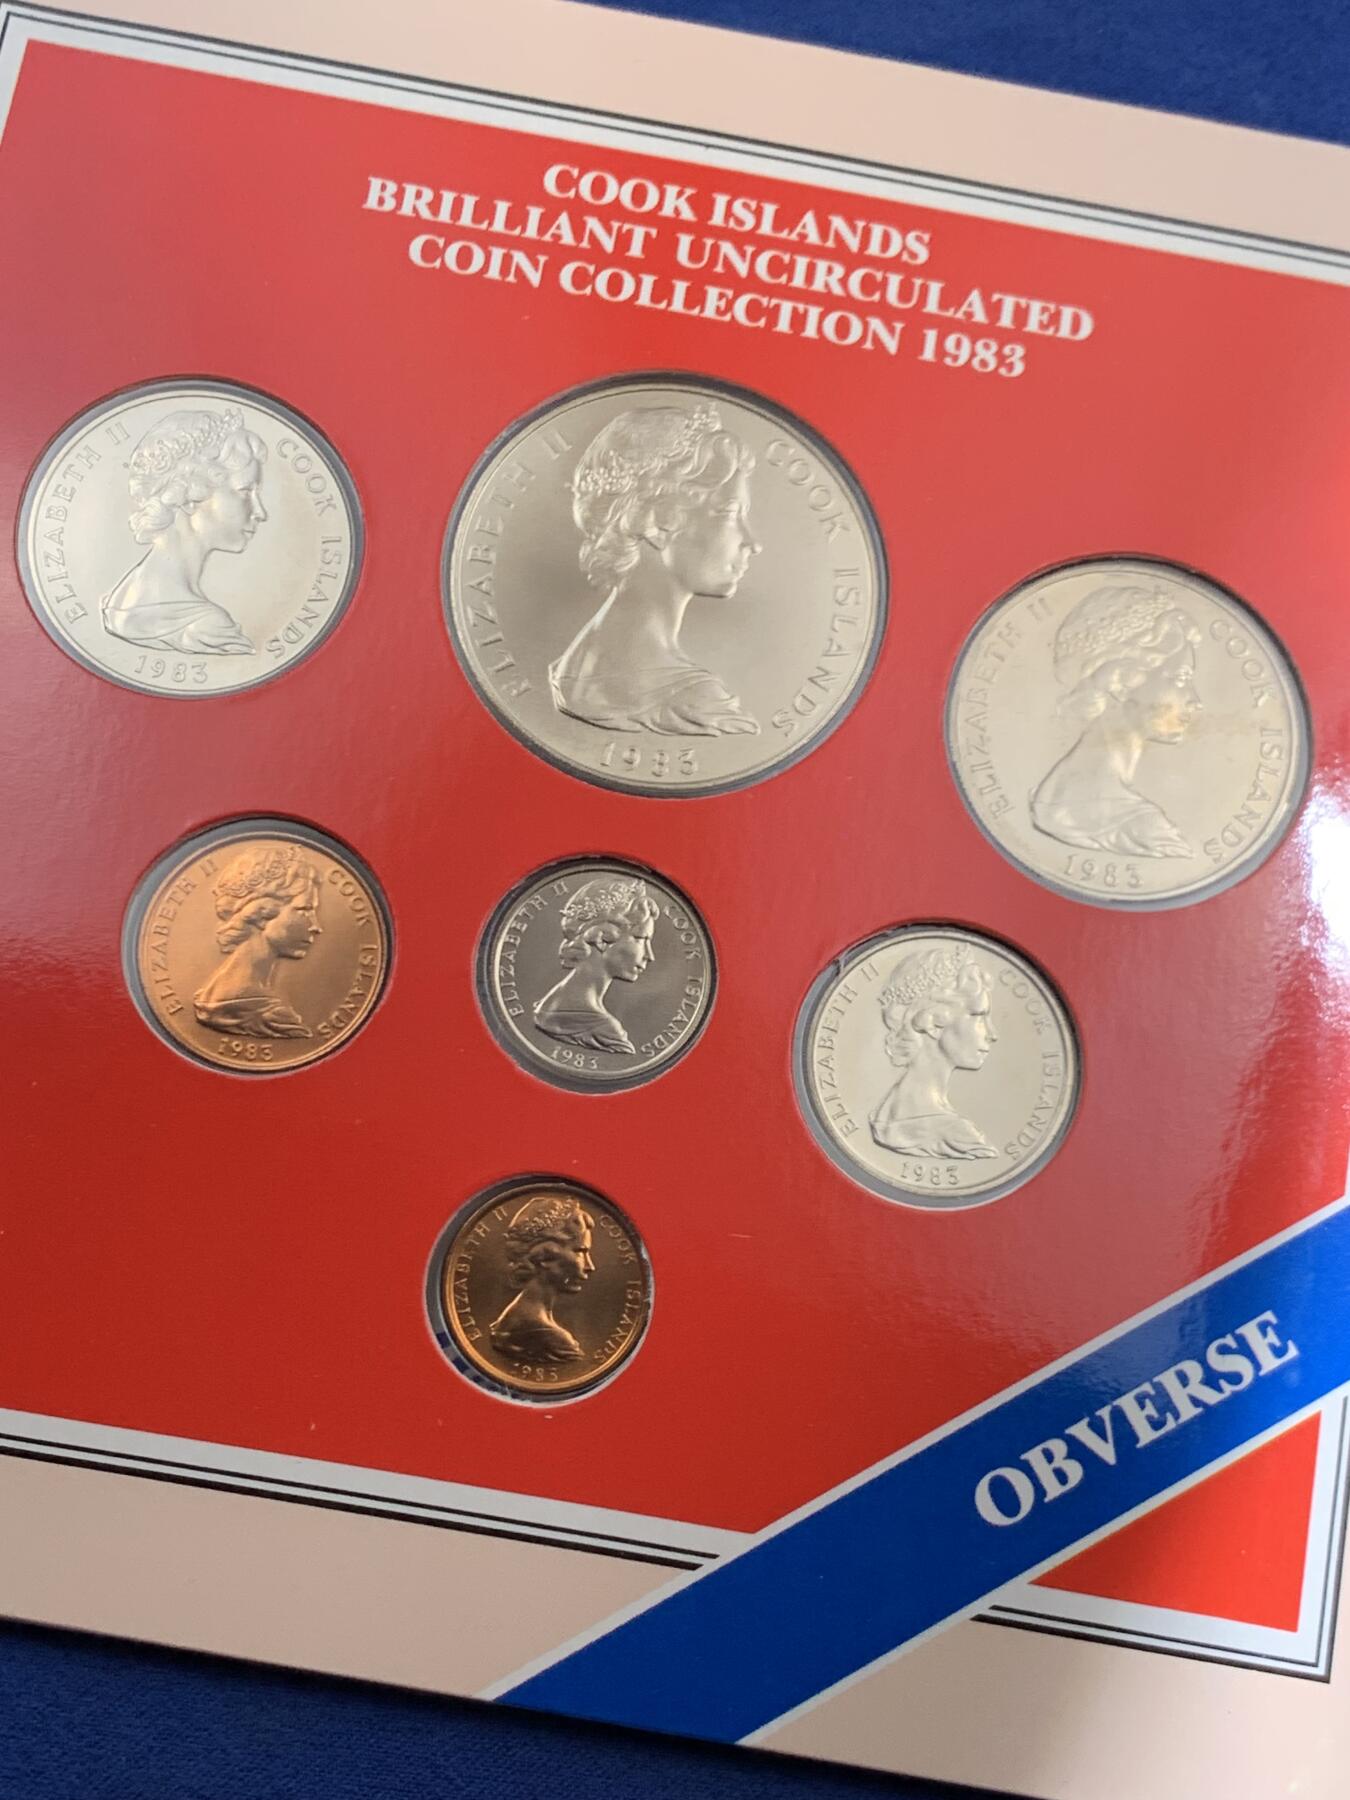 COOK ISLANDS
BRILLIANT UNCIRCULATED
COIN COLLECTION 1983
ELIZABETH II COOK ISLANDS
1983
ELIZABETH II COOK ISLANDS
1983
ELIZABETH II COOK ISLANDS
1983
ELIZABETH II COOK ISLANDS
1983
ELIZABETH II COOK ISLANDS
1983
ELIZABETH II COOK ISLANDS
1983
ELIZABETH II COOK ISLANDS
1983
OBVERSE